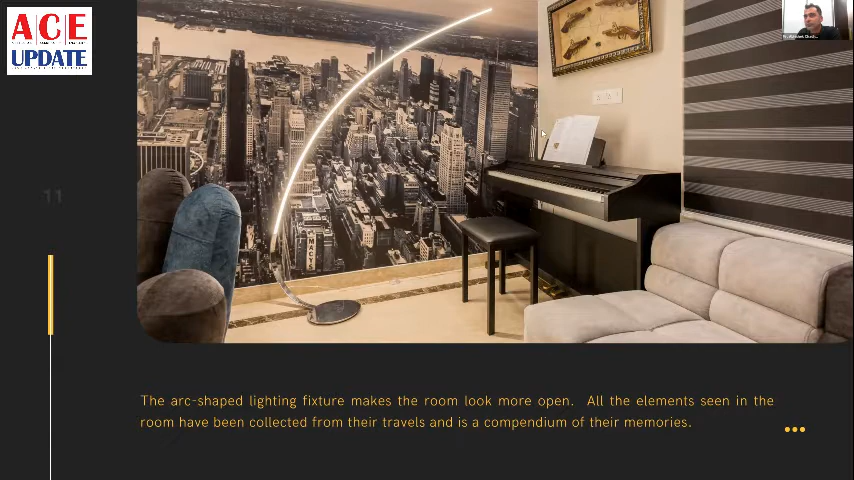 ACE
UPDATE
11
MACYS
The arc-shaped lighting fixture makes the room look more open. All the elements seen in the
room have been collected from their travels and is a compendium of their memories.